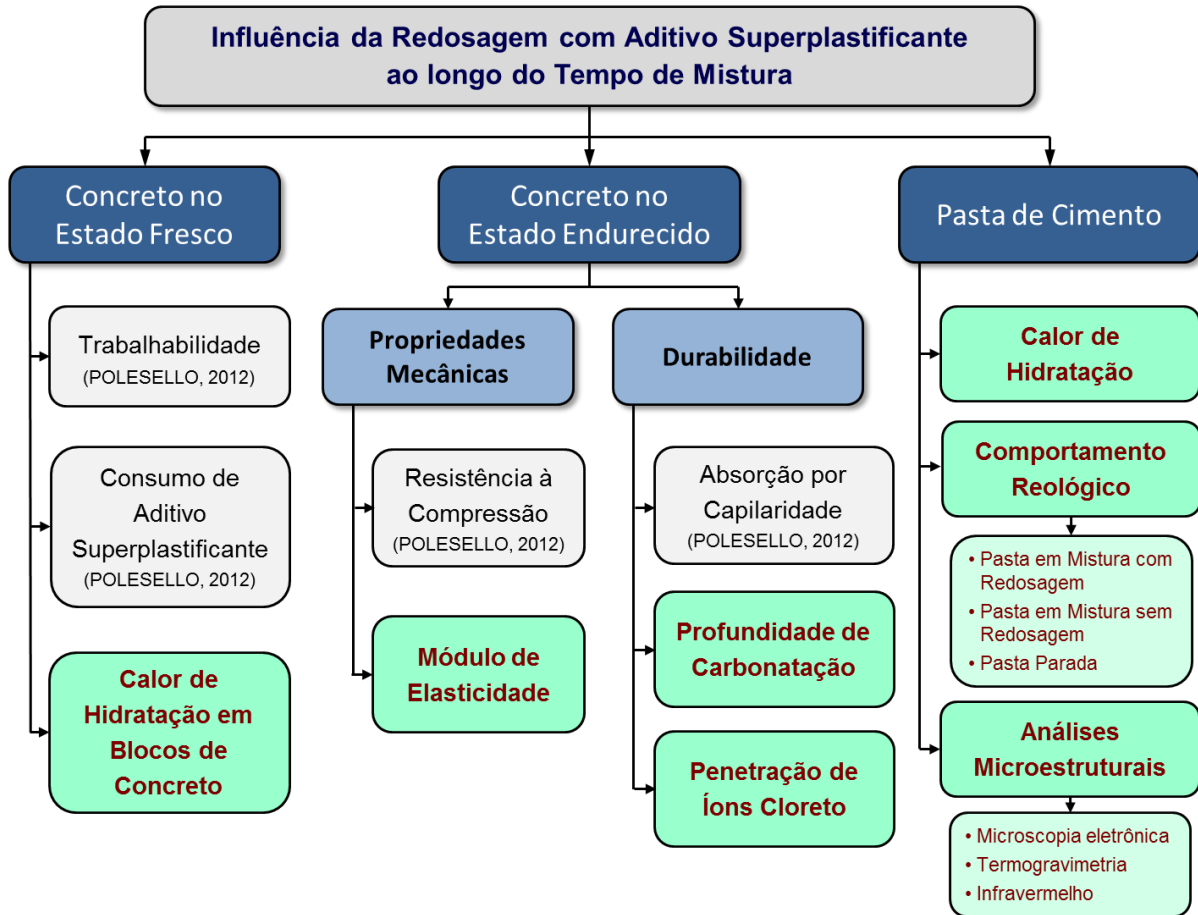 Influência da Redosagem com Aditivo Superplastificante
ao longo do Tempo de Mistura
Concreto no
Estado Fresco
Trabalhabilidade
(POLESELLO, 2012)
Consumo de
Aditivo
Superplastificante
(POLESELLO, 2012)
Calor de
Hidratação em
Blocos de
Concreto
Concreto no
Estado Endurecido
Propriedades
Mecânicas
Resistência à
Compressão
(POLESELLO, 2012)
Módulo de
Elasticidade
Durabilidade
Absorção por
Capilaridade
(POLESELLO, 2012)
Profundidade de
Carbonatação
Penetração de
Íons Cloreto
Pasta de Cimento
Calor de
Hidratação
Comportamento
Reológico
• Pasta em Mistura com
Redosagem
• Pasta em Mistura sem
Redosagem
• Pasta Parada
Análises
Microestruturais
• Microscopia eletrônica
• Termogravimetria
• Infravermelho